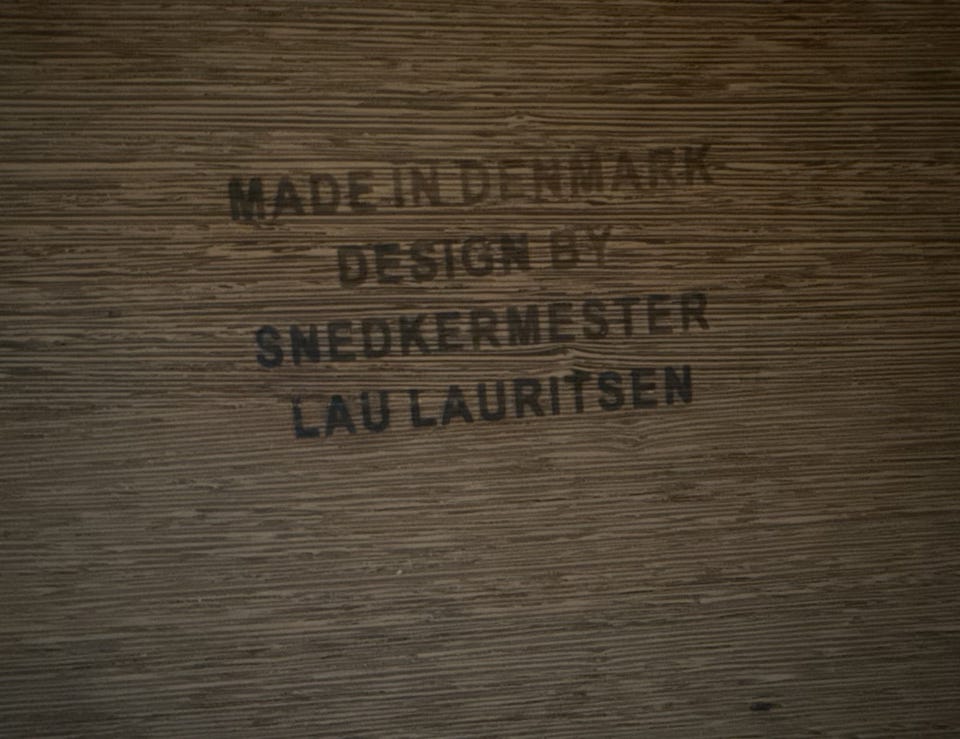 MADE IN DENMARK
DESIGN BY
SNEDKERMESTER
LAU LAURITSEN